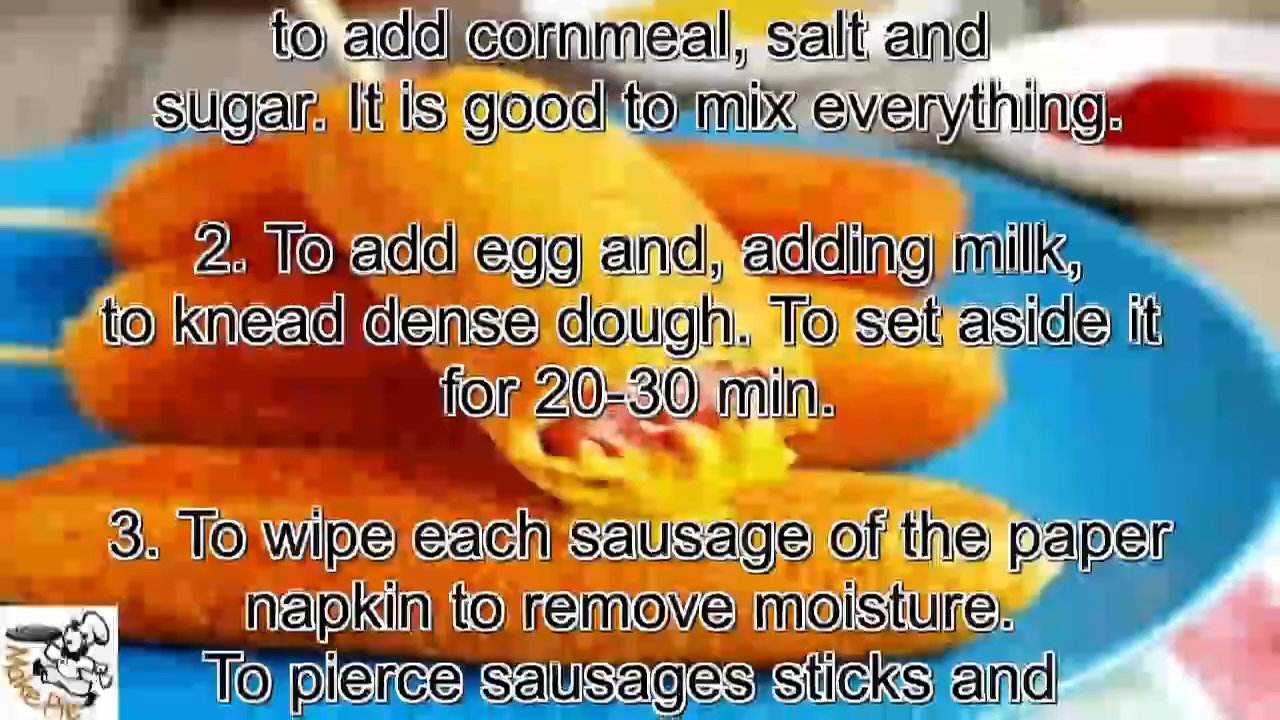 to add cornmeal, salt and
sugar. It is good to mix everything.
2. To add egg and, adding milk,
to knead dense dough. To set aside it
for 20-30 min.
3. To wipe each sausage of the paper
napkin to remove moisture.
To pierce sausages sticks and
Make Pie